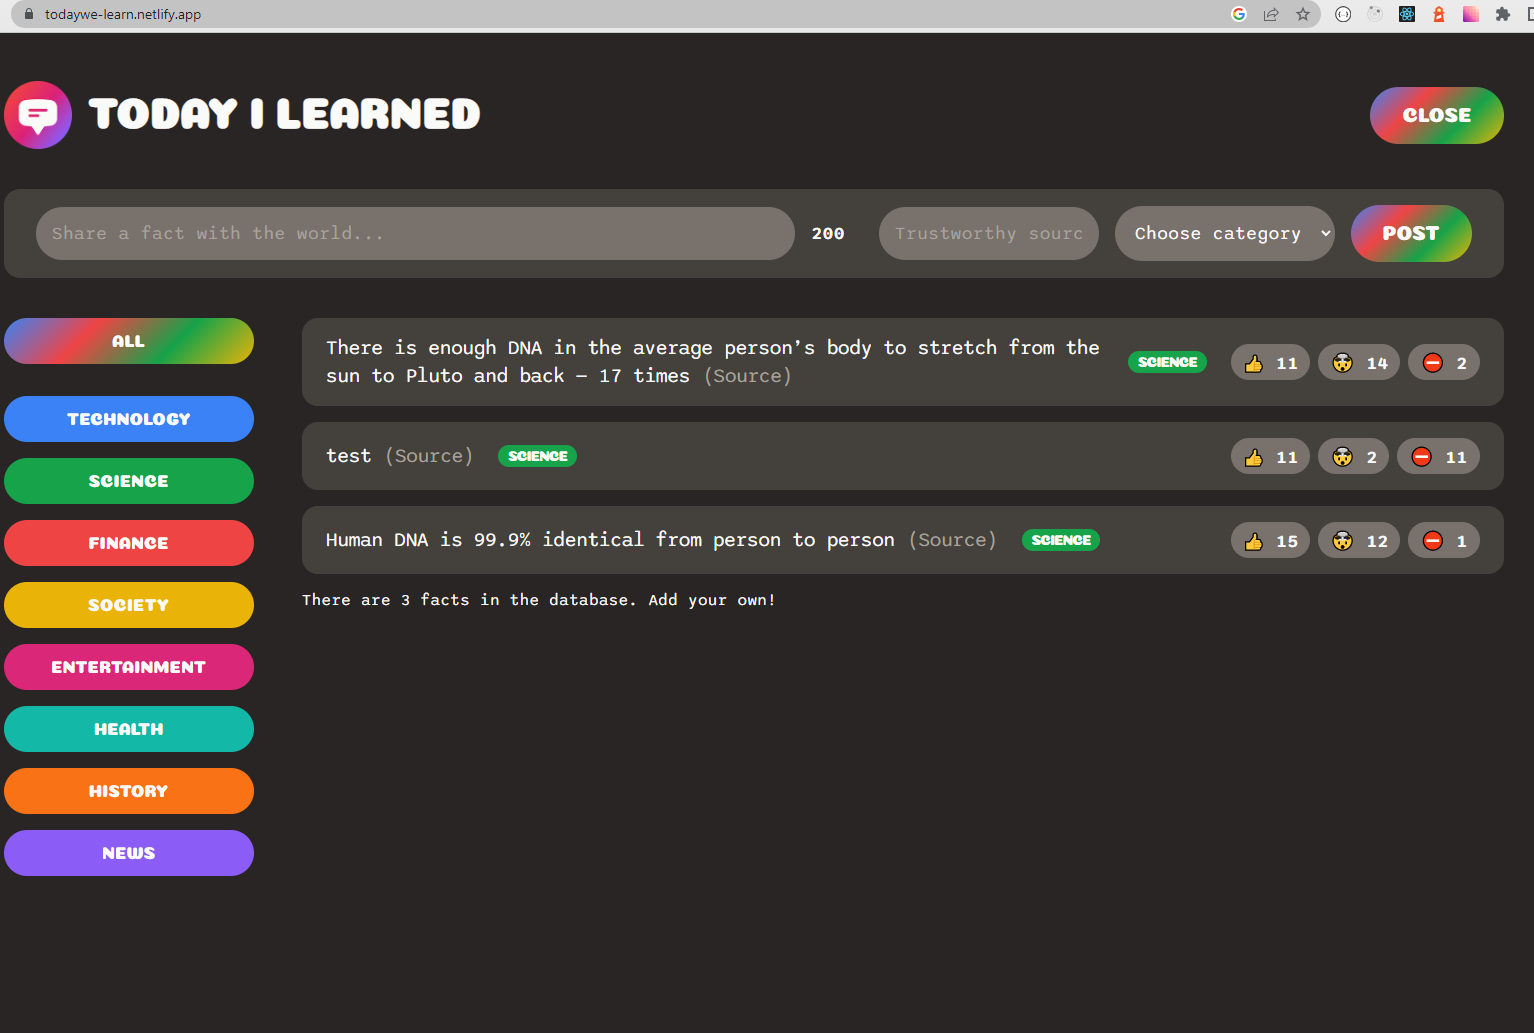 todaywe-learn.netlify.app
TODAY I LEARNED
CLOSE
Share a fact with the world...
200
Trustworthy sourc
Choose category
POST
ALL
TECHNOLOGY
SCIENCE
FINANCE
SOCIETY
ENTERTAINMENT
HEALTH
HISTORY
NEWS
There is enough DNA in the average person’s body to stretch from the
sun to Pluto and back — 17 times (Source)
SCIENCE
👍 11
🤯 14
⛔ 2
test (Source)
SCIENCE
👍 11
🤯 2
⛔ 11
Human DNA is 99.9% identical from person to person (Source)
SCIENCE
👍 15
🤯 12
⛔ 1
There are 3 facts in the database. Add your own!